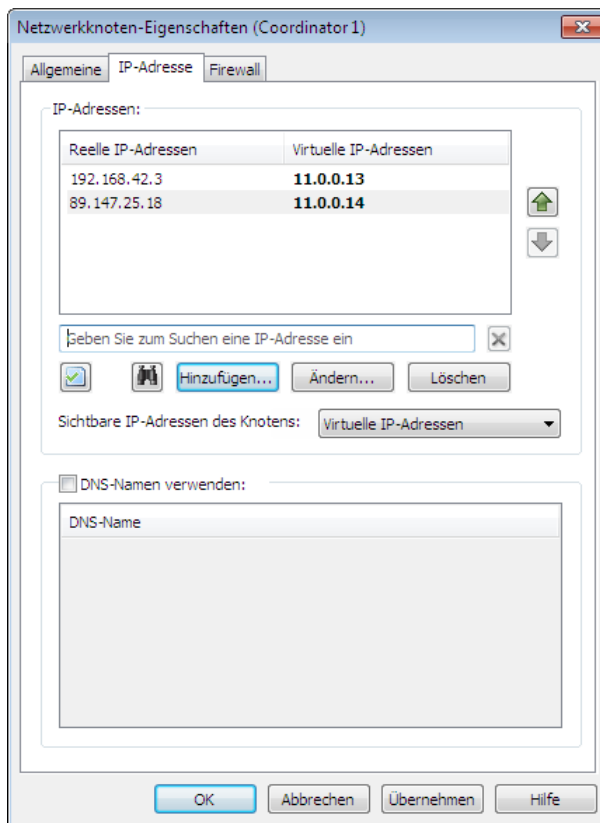 Netzwerkknoten-Eigenschaften (Coordinator 1)
Allgemeine IP-Adresse Firewall
IP-Adressen:
Reelle IP-Adressen Virtuelle IP-Adressen
192.168.42.3 11.0.0.13
89.147.25.18 11.0.0.14
Geben Sie zum Suchen eine IP-Adresse ein
Hinzufügen... Ändern... Löschen
Sichtbare IP-Adressen des Knotens: Virtuelle IP-Adressen
DNS-Namen verwenden:
DNS-Name
OK Abbrechen Übernehmen Hilfe